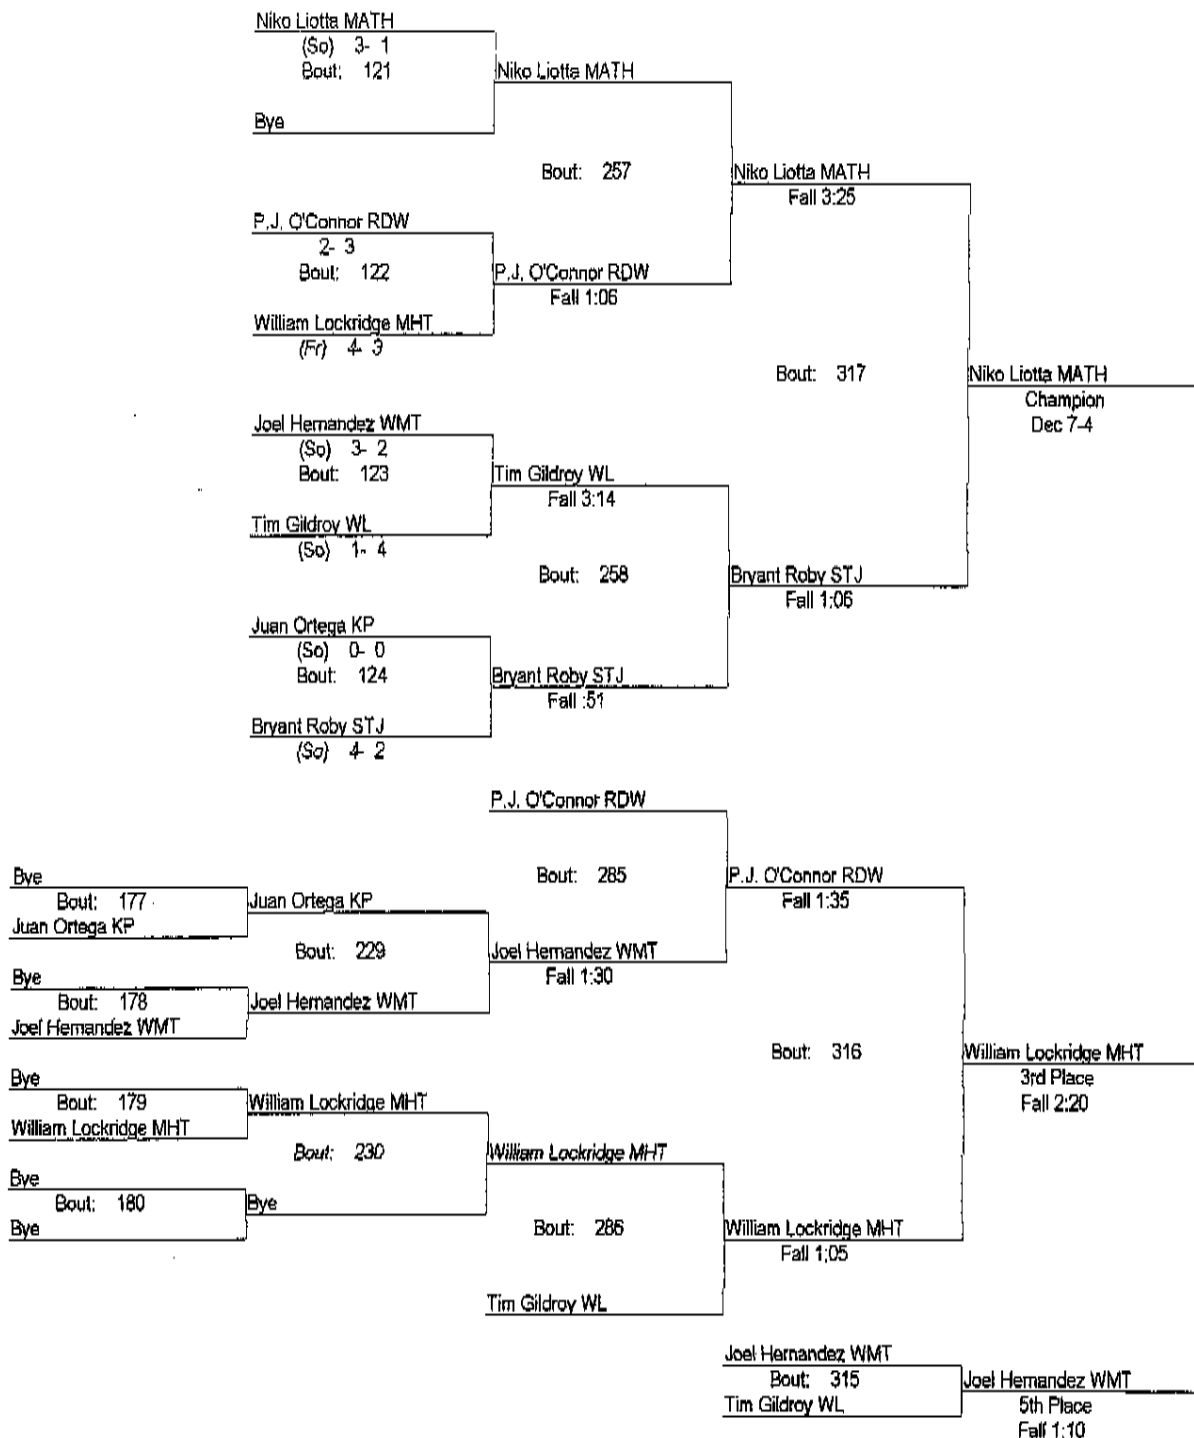 Niko Liotta MATH
(So) 3- 1
Bout: 121
Niko Liotta MATH
Bye
Bout: 257
Niko Liotta MATH
Fall 3:25
P.J. O'Connor RDW
2- 3
Bout: 122
P.J. O'Connor RDW
Fall 1:06
William Lockridge MHT
(Fr) 4- 3
Bout: 317
Niko Liotta MATH
Champion
Dec 7-4
Joel Hernandez WMT
(So) 3- 2
Bout: 123
Tim Gildroy WL
Fall 3:14
Tim Gildroy WL
(So) 1- 4
Bout: 258
Bryant Roby STJ
Fall 1:06
Juan Ortega KP
(So) 0- 0
Bout: 124
Bryant Roby STJ
Fall :51
Bryant Roby STJ
(So) 4- 2
P.J. O'Connor RDW
Bye
Bout: 177
Juan Ortega KP
Juan Ortega KP
Bout: 285
P.J. O'Connor RDW
Fall 1:35
Bout: 229
Joel Hernandez WMT
Fall 1:30
Bye
Bout: 178
Joel Hernandez WMT
Joel Hernandez WMT
Bout: 316
William Lockridge MHT
3rd Place
Fall 2:20
Bye
Bout: 179
William Lockridge MHT
William Lockridge MHT
Bout: 230
William Lockridge MHT
Bye
Bout: 180
Bye
Bye
Bout: 286
William Lockridge MHT
Fall 1:05
Tim Gildroy WL
Joel Hernandez WMT
Bout: 315
Tim Gildroy WL
Joel Hernandez WMT
5th Place
Fall 1:10